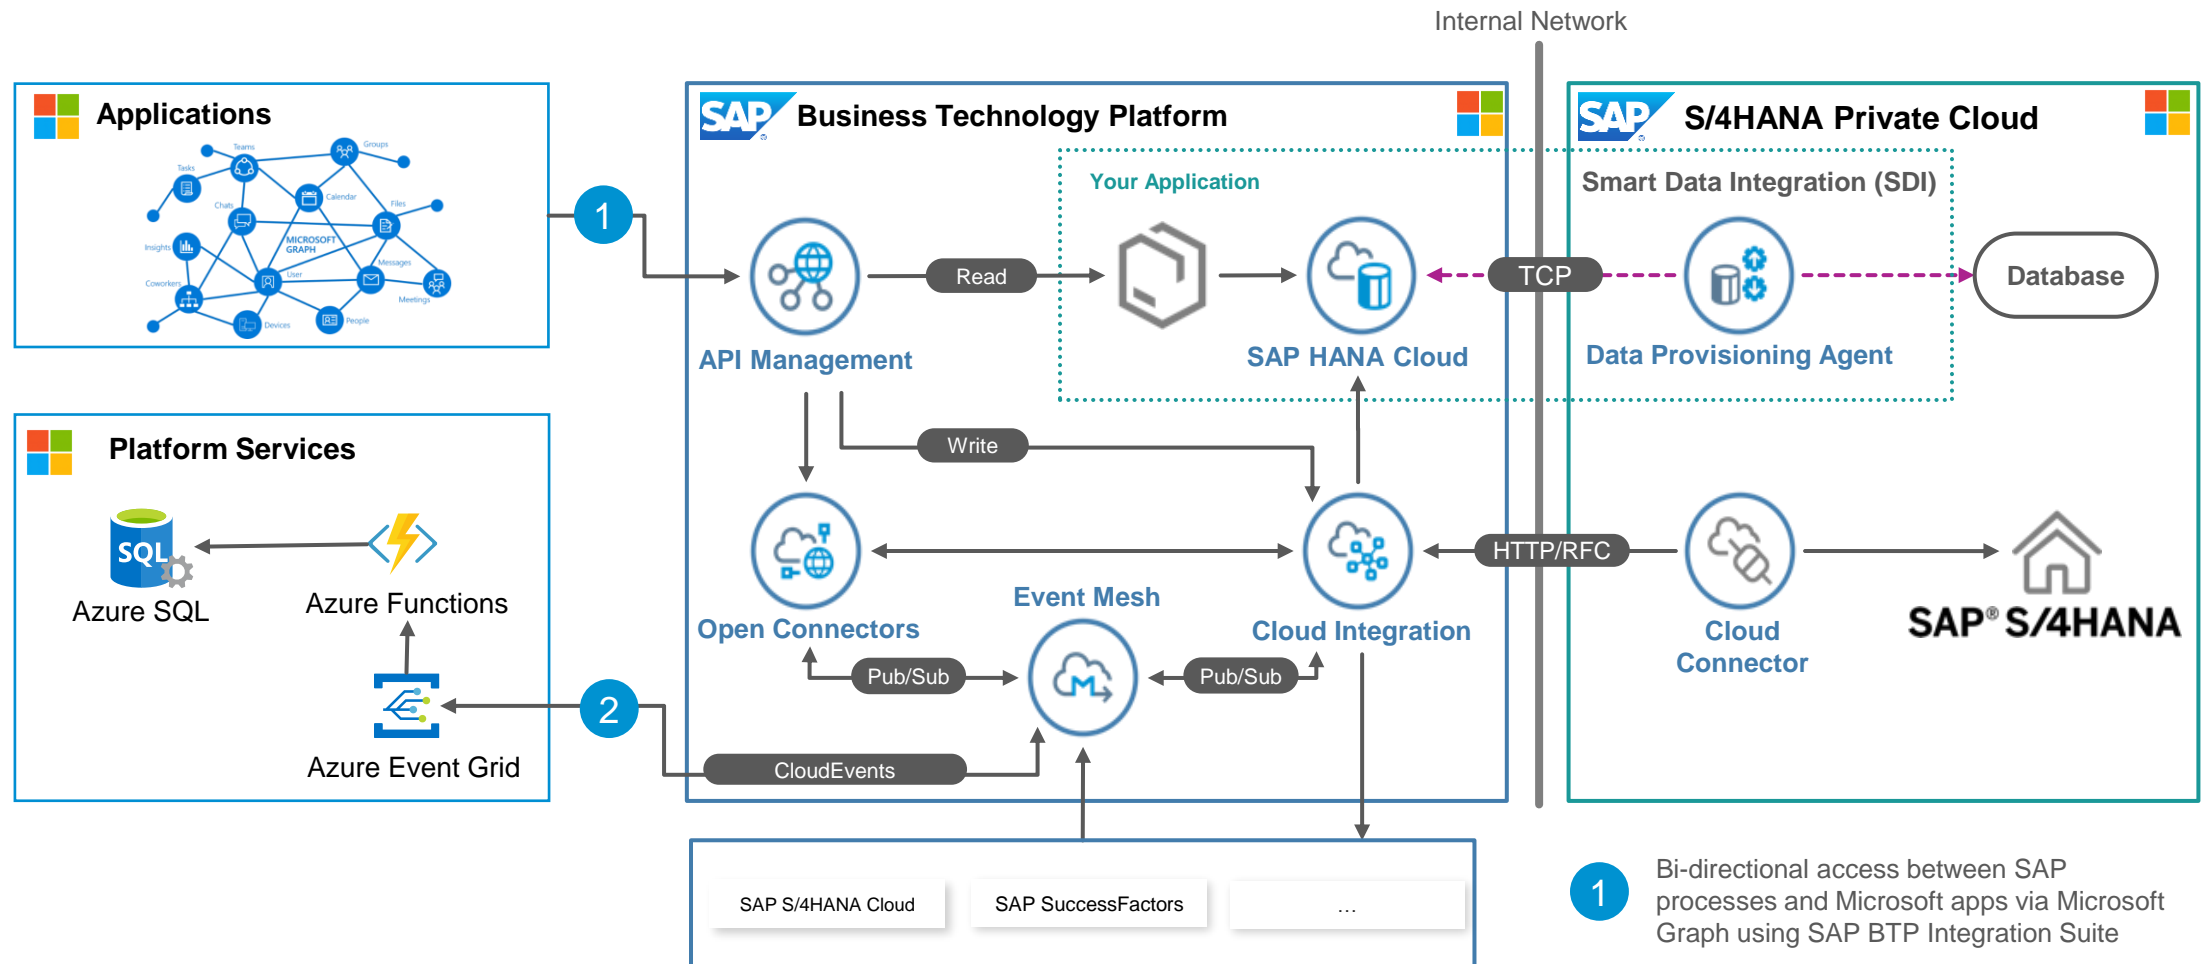 Internal Network
Applications
Teams
Groups
Tasks
Calendar
Chats
Files
MICROSOFT
GRAPH
Insights
Messages
User
Coworkers
Meetings
Devices
People
1
SAP
Business Technology Platform
Your Application
Read
API Management
SAP HANA Cloud
Write
Open Connectors
Event Mesh
Cloud Integration
Pub/Sub
Pub/Sub
CloudEvents
SAP
S/4HANA Private Cloud
Smart Data Integration (SDI)
TCP
Data Provisioning Agent
Database
HTTP/RFC
Cloud
Connector
SAP® S/4HANA
Platform Services
SQL
Azure SQL
Azure Functions
Azure Event Grid
2
SAP S/4HANA Cloud
SAP SuccessFactors
...
1
Bi-directional access between SAP
processes and Microsoft apps via Microsoft
Graph using SAP BTP Integration Suite